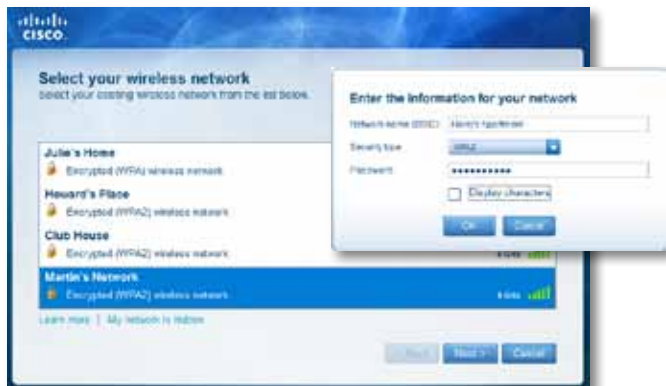 CISCO
Select your wireless network
Select your existing wireless network from the list below.
Julie's Home
Encrypted (WPA) wireless network
Howard's Place
Encrypted (WPA2) wireless network
Club House
Encrypted (WPA2) wireless network
Martin's Network
Encrypted (WPA2) wireless network
Learn more | My network is hidden
Next > Cancel
Enter the information for your network
Network name (SSID)
Security type WPA2
Password ••••••••••
Display characters
OK Cancel